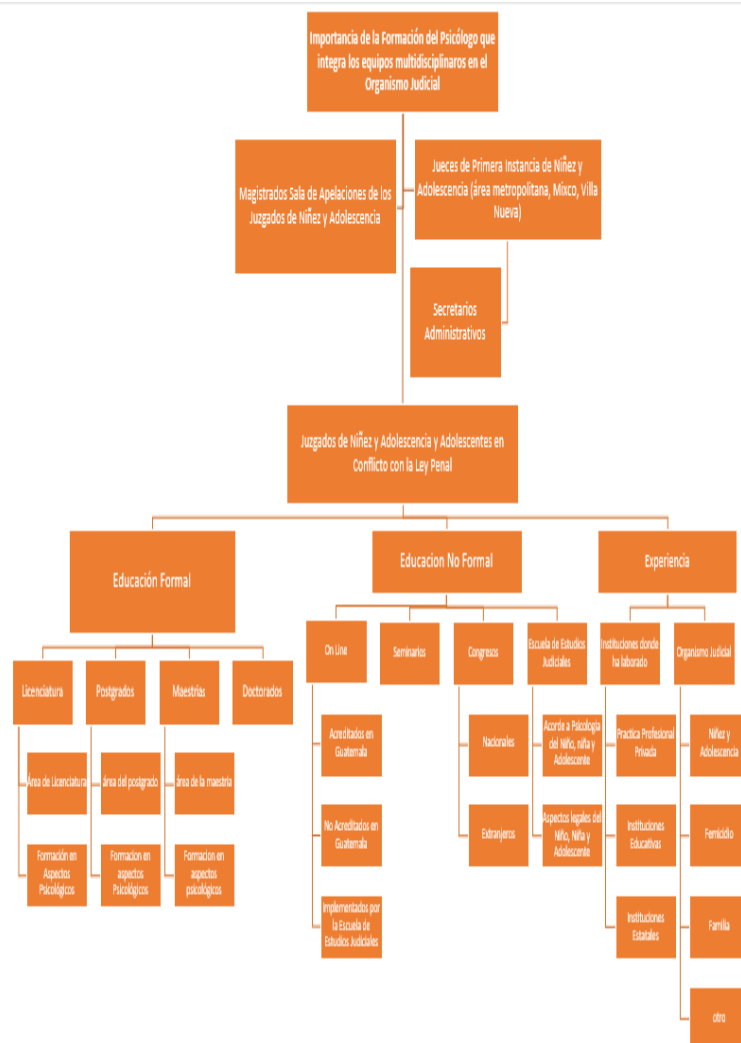 Importancia de la Formación del Psicólogo que
integra los equipos multidisciplinaros en el
Organismo Judicial
Magistrados Sala de Apelaciones de los
Juzgados de Niñez y Adolescencia
Jueces de Primera Instancia de Niñez y
Adolescencia (área metropolitana, Mixco, Villa
Nueva)
Secretarios
Administrativos
Juzgados de Niñez y Adolescencia y Adolescentes en
Conflicto con la Ley Penal
Educación Formal
Educacion No Formal
Experiencia
Licenciatura
Postgrados
Maestrías
Doctorados
On Line
Seminarios
Congresos
Escuela de Estudios
Judiciales
Instituciones donde
ha laborado
Organismo Judicial
Área de Licenciatura
Formación en
Aspectos
Psicológicos
área del postgrado
Formacion en
aspectos
Psicológicos
área de la maestria
Formacion en
aspectos
psicológicos
Acreditados en
Guatemala
No Acreditados en
Guatemala
Implementados por
la Escuela de
Estudios Judiciales
Nacionales
Extranjeros
Acorde a Psicologia
del Niño, niña y
Adolescente
Aspectos legales del
Niño, Niña y
Adolescente
Practica Profesional
Privada
Instituciones
Educativas
Instituciones
Estatales
Niñez y
Adolescencia
Femicidio
Familia
otro